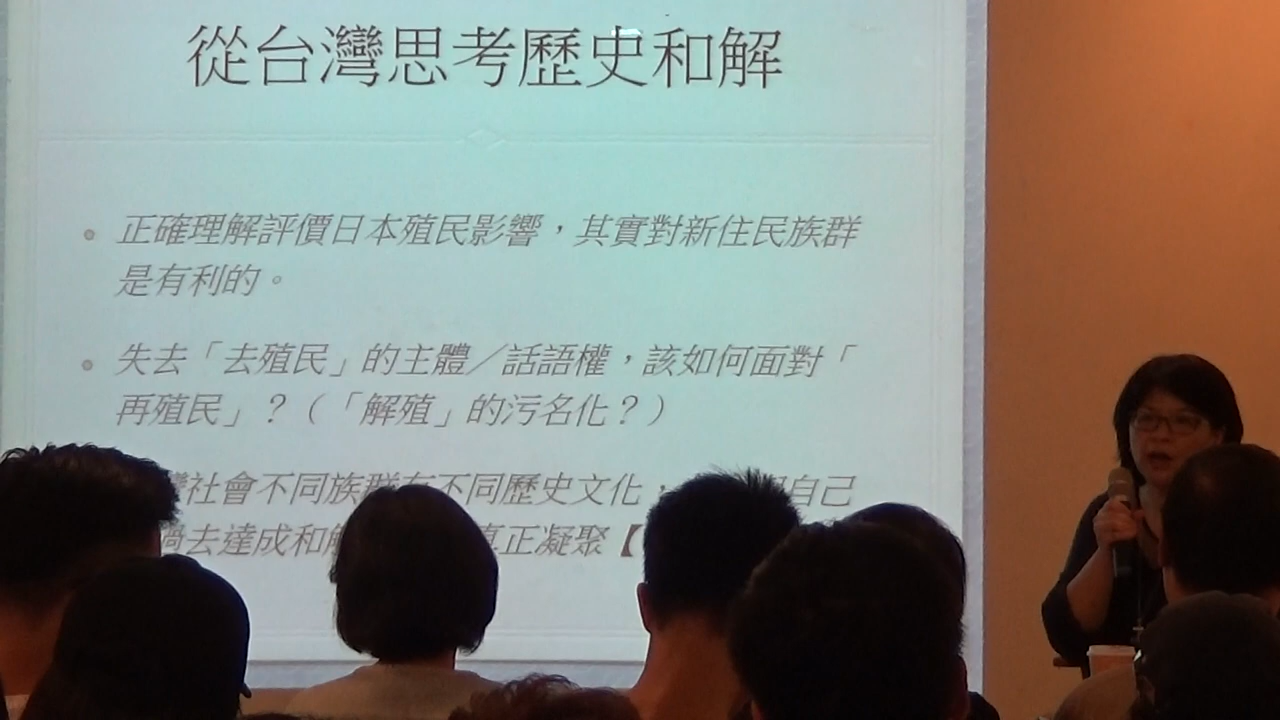 從台灣思考歷史和解
正確理解評價日本殖民影響，其實對新住民族群
是有利的。
失去「去殖民」的主體／話語權，該如何面對「
再殖民」？（「解殖」的污名化？）
灣社會不同族群在不同歷史文化， 自己
過去達成和解 真正凝聚【